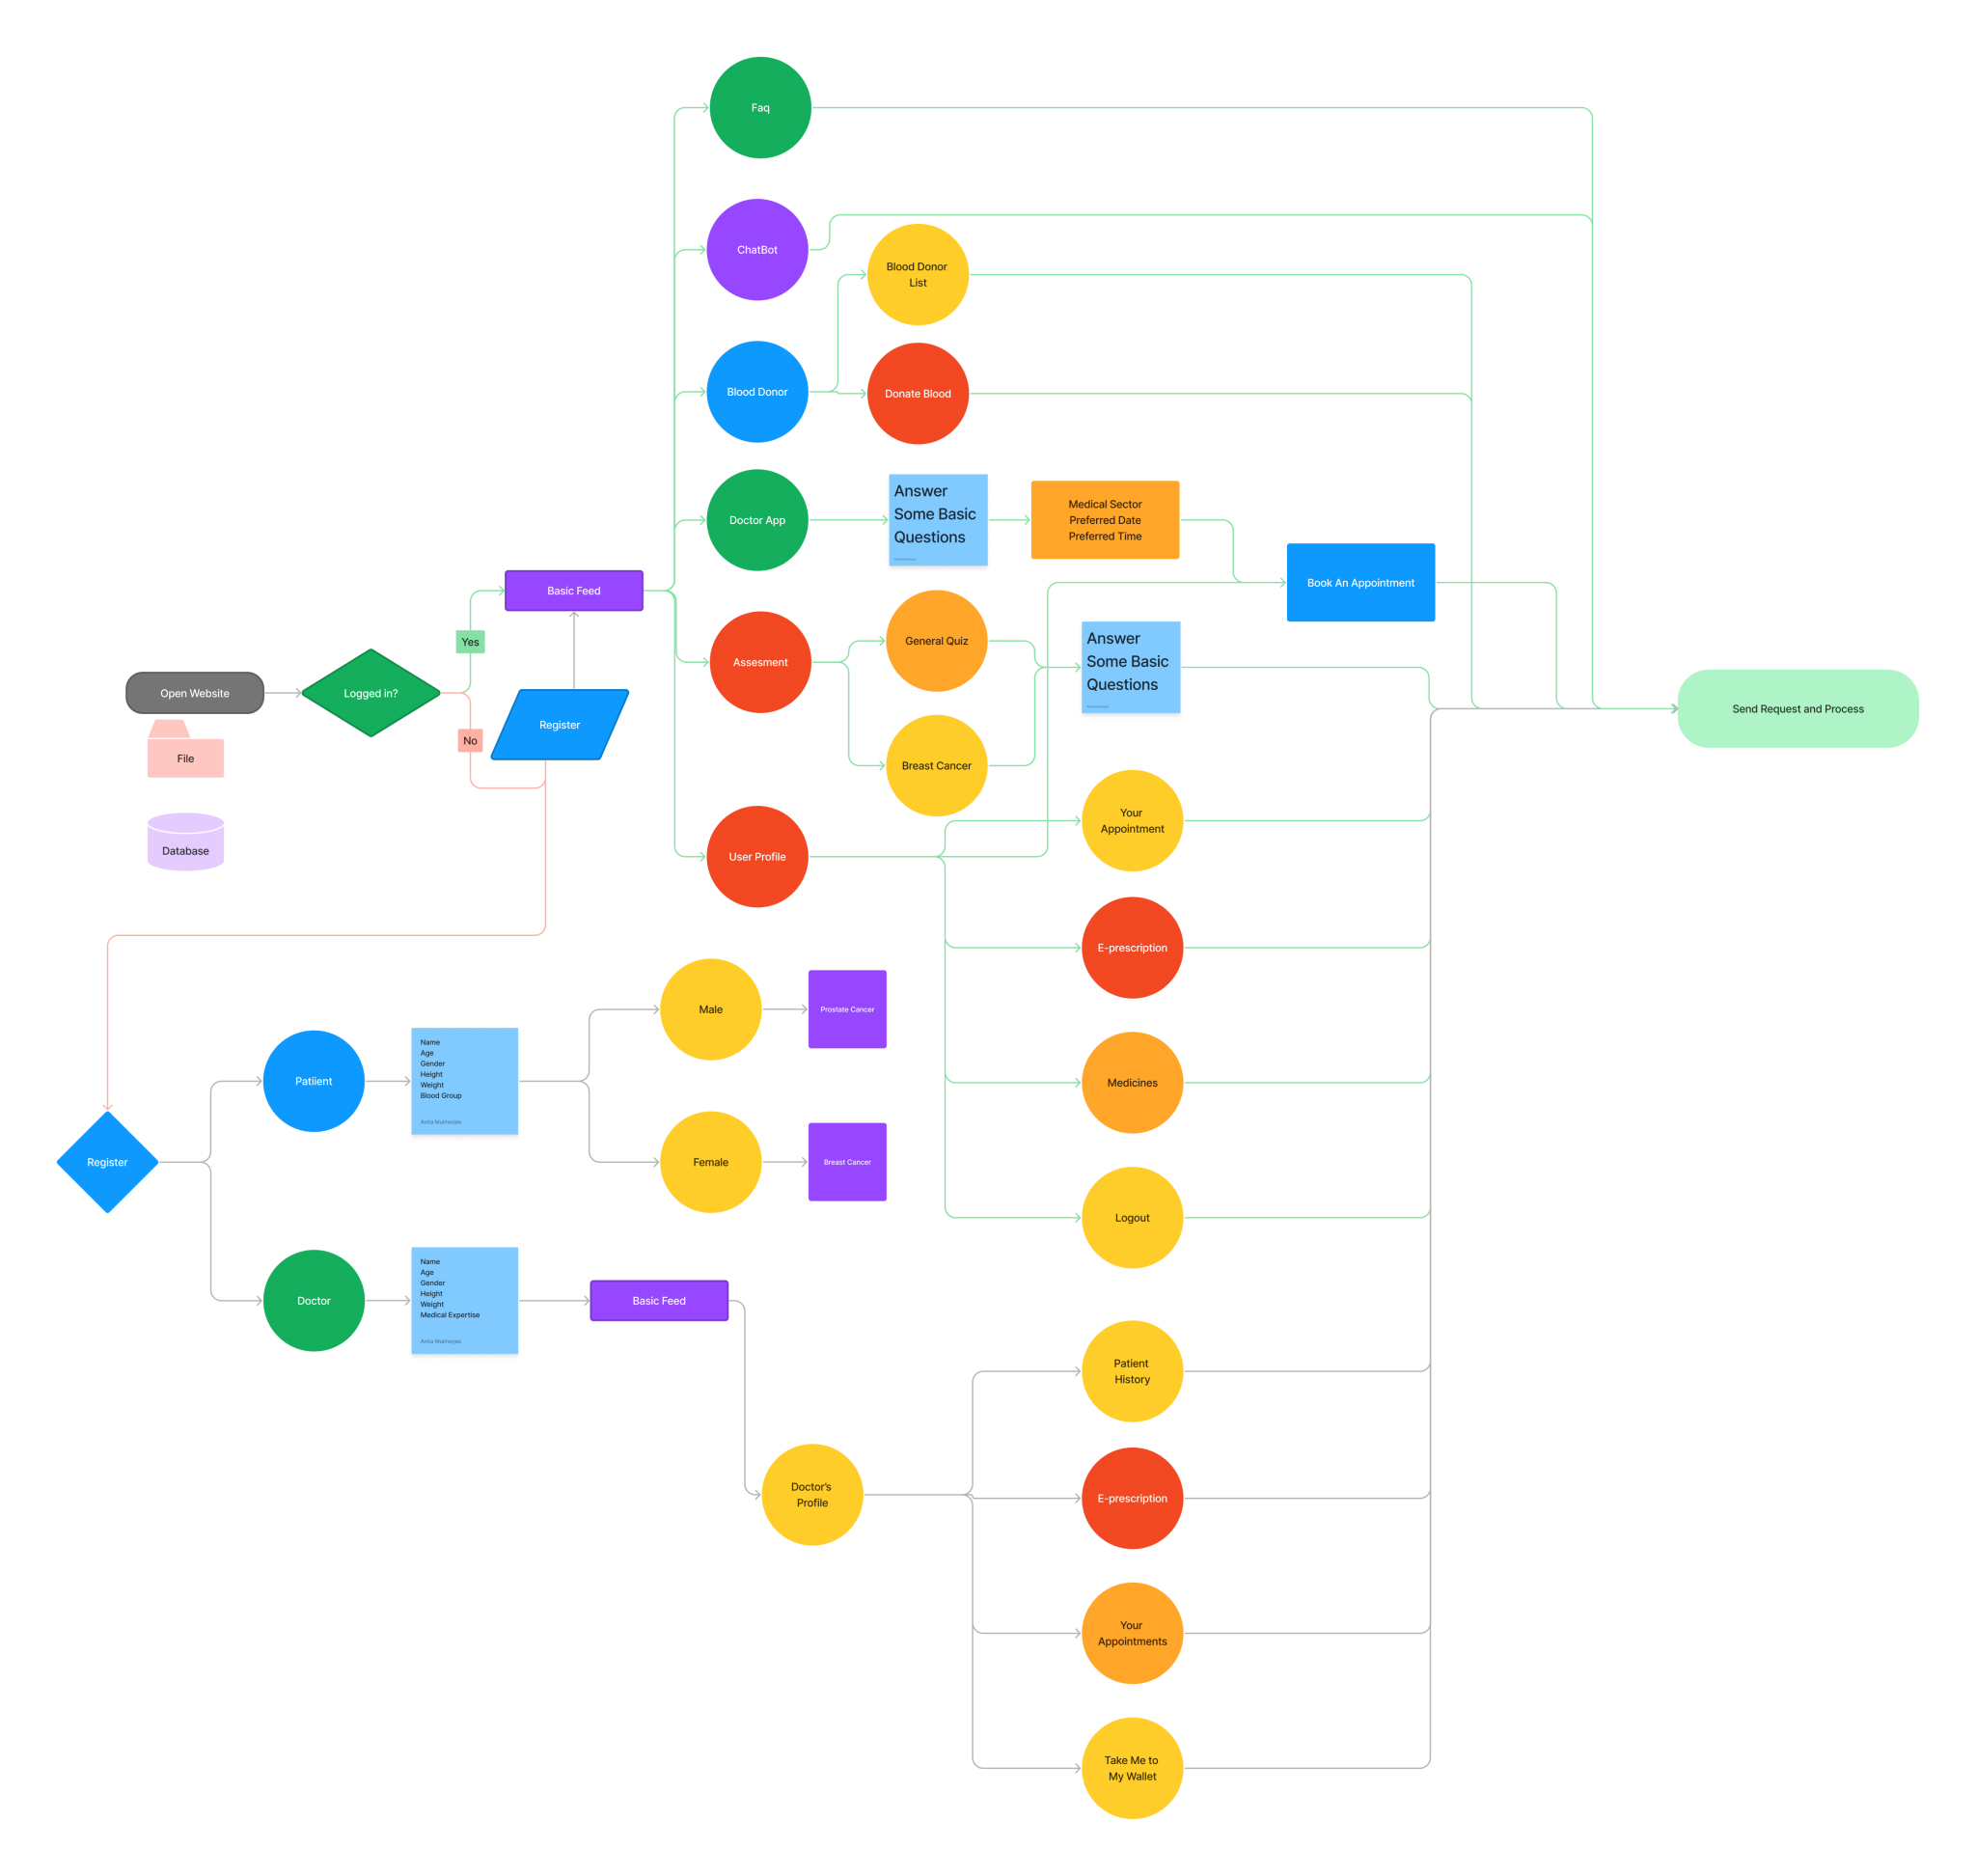 Faq
ChatBot
Blood Donor
List
Blood Donor
Donate Blood
Doctor App
Answer
Some Basic
Questions
Medical Sector
Preferred Date
Preferred Time
Book An Appointment
Basic Feed
Yes
General Quiz
Answer
Some Basic
Questions
Assesment
Open Website
Logged in?
Register
No
Send Request and Process
File
Breast Cancer
Database
User Profile
Your
Appointment
E-prescription
Male
Prostate Cancer
Patiient
Name
Age
Gender
Height
Weight
Blood Group
Anita Mukherjee
Medicines
Register
Female
Breast Cancer
Logout
Doctor
Name
Age
Gender
Height
Weight
Medical Expertise
Anita Mukherjee
Basic Feed
Patient
History
Doctor's
Profile
E-prescription
Your
Appointments
Take Me to
My Wallet